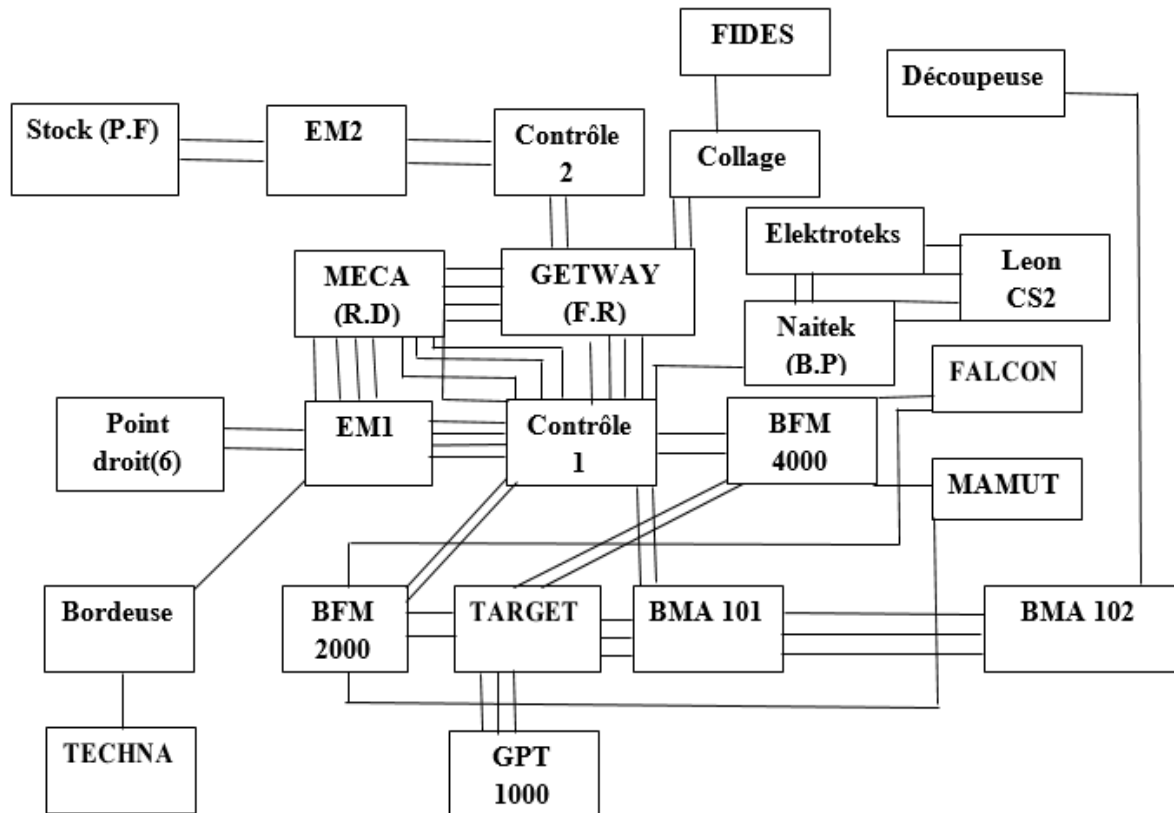 FIDES
Découpeuse
Stock (P.F)
EM2
Contrôle
2
Collage
Elektroteks
Leon
CS2
MECA
(R.D)
GETWAY
(F.R)
Naitek
(B.P)
FALCON
Point
droit(6)
EM1
Contrôle
1
BFM
4000
MAMUT
Bordeuse
BFM
2000
TARGET
BMA 101
BMA 102
TECHNA
GPT
1000